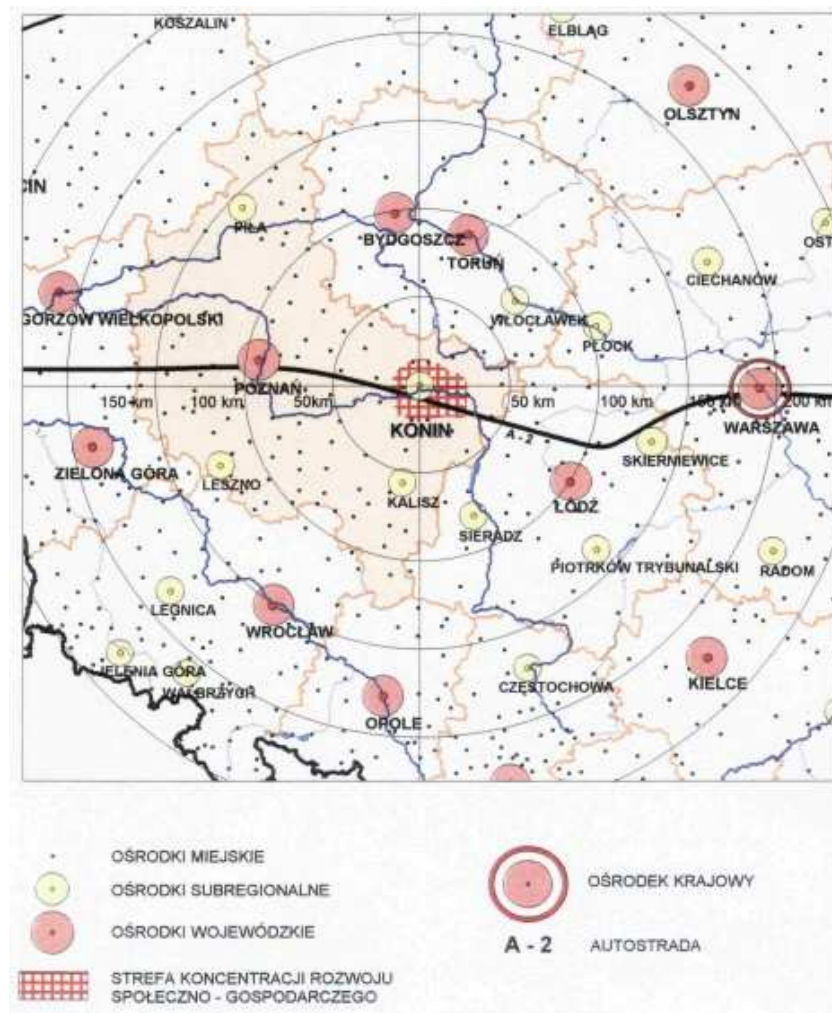 KOSZALIN
ELBLĄG
OLSZTYN
CIN
PIŁA
BYDGOSZCZ
TORUŃ
OST
CIECHANÓW
GORZÓW WIELKOPOLSKI
WŁOCŁAWEK
PŁOCK
POZNAŃ
150 km 100 km 50km 50 km 100 km 200 km
KONIN
A - 2
WARSZAWA
ZIELONA GÓRA
LESZNO
SKIERNIEWICE
KALISZ
ŁÓDŹ
SIERADZ
PIOTRKÓW TRYBUNALSKI
RADOM
LEGNICA
WROCŁAW
JELENIA GÓRA
WAŁBRZYCH
CZĘSTOCHOWA
KIELCE
OPOLE
OŚRODKI MIEJSKIE
OŚRODKI SUBREGIONALNE
OŚRODKI WOJEWÓDZKIE
STREFA KONCENTRACJI ROZWOJU
SPOŁECZNO - GOSPODARCZEGO
OŚRODEK KRAJOWY
A - 2 AUTOSTRADA